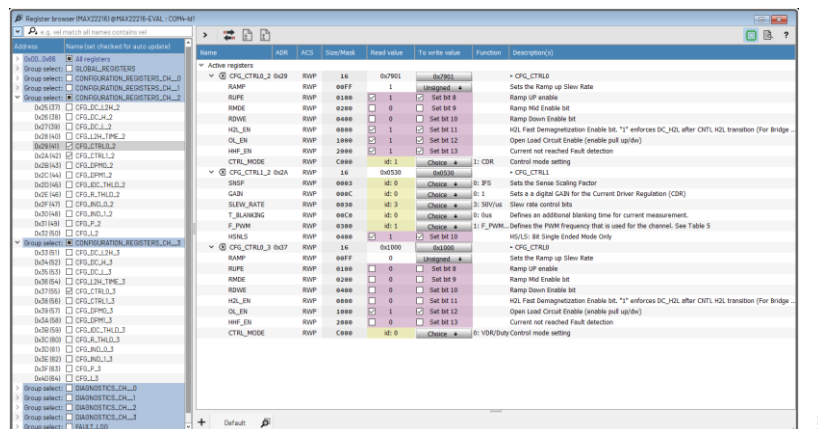 Register browser (MAX22216) @MAX22216-EVAL : COM4-Id1
e.g. vel match all names contains vel
Address Name (set checked for auto update)
0x00..0x66 All registers
Group select: GLOBAL_REGISTERS
Group select: CONFIGURATION_REGISTERS_CH__0
Group select: CONFIGURATION_REGISTERS_CH__1
Group select: CONFIGURATION_REGISTERS_CH__2
0x25 (37) CFG_DC_L2H_2
0x26 (38) CFG_DC_H_2
0x27 (39) CFG_DC_L_2
0x28 (40) CFG_L2H_TIME_2
0x29 (41) CFG_CTRL0_2
0x2A (42) CFG_CTRL1_2
0x2B (43) CFG_DPM0_2
0x2C (44) CFG_DPM1_2
0x2D (45) CFG_IDC_THLD_2
0x2E (46) CFG_R_THLD_2
0x2F (47) CFG_IND_0_2
0x30 (48) CFG_IND_1_2
0x31 (49) CFG_P_2
0x32 (50) CFG_L_2
Group select: CONFIGURATION_REGISTERS_CH__3
0x33 (51) CFG_DC_L2H_3
0x34 (52) CFG_DC_H_3
0x35 (53) CFG_DC_L_3
0x36 (54) CFG_L2H_TIME_3
0x37 (55) CFG_CTRL0_3
0x38 (56) CFG_CTRL1_3
0x39 (57) CFG_DPM0_3
0x3A (58) CFG_DPM1_3
0x3B (59) CFG_IDC_THLD_3
0x3C (60) CFG_R_THLD_3
0x3D (61) CFG_IND_0_3
0x3E (62) CFG_IND_1_3
0x3F (63) CFG_P_3
0x40 (64) CFG_L_3
Group select: DIAGNOSTICS_CH__0
Group select: DIAGNOSTICS_CH__1
Group select: DIAGNOSTICS_CH__2
Group select: DIAGNOSTICS_CH__3
Group select: FAULT_LOG
Name ADR ACS Size/Mask Read value To write value Function Description(s)
Active registers
CFG_CTRL0_2 0x29 RWP 16 0x7901 0x7901 - CFG_CTRL0
RAMP RWP 00FF 1 Unsigned Sets the Ramp up Slew Rate
RUPE RWP 0100 1 Set bit 8 Ramp UP enable
RMDE RWP 0200 0 Set bit 9 Ramp Mid Enable bit
RDWE RWP 0400 0 Set bit 10 Ramp Down Enable bit
H2L_EN RWP 0800 1 Set bit 11 H2L Fast Demagnetization Enable bit. "1" enforces DC_H2L after CNTL H2L transition (For Bridge ...
OL_EN RWP 1000 1 Set bit 12 Open Load Circuit Enable (enable pull up/dw)
HHF_EN RWP 2000 1 Set bit 13 Current not reached Fault detection
CTRL_MODE RWP C000 id: 1 Choice 1: CDR Control mode setting
CFG_CTRL1_2 0x2A RWP 16 0x0530 0x0530 - CFG_CTRL1
SNSF RWP 0003 id: 0 Choice 0: IFS Sets the Sense Scaling Factor
GAIN RWP 000C id: 0 Choice 0: 1 Sets a a digital GAIN for the Current Driver Regulation (CDR)
SLEW_RATE RWP 0030 id: 3 Choice 3: 50V/us Slew rate control bits
T_BLANKING RWP 00C0 id: 0 Choice 0: 0us Defines an additional blanking time for current measurement.
F_PWM RWP 0300 id: 1 Choice 1: F_PWM... Defines the PWM frequency that is used for the channel. See Table 5
HSNLS RWP 0400 1 Set bit 10 HS/LS: Bit Single Ended Mode Only
CFG_CTRL0_3 0x37 RWP 16 0x1000 0x1000 - CFG_CTRL0
RAMP RWP 00FF 0 Unsigned Sets the Ramp up Slew Rate
RUPE RWP 0100 0 Set bit 8 Ramp UP enable
RMDE RWP 0200 0 Set bit 9 Ramp Mid Enable bit
RDWE RWP 0400 0 Set bit 10 Ramp Down Enable bit
H2L_EN RWP 0800 0 Set bit 11 H2L Fast Demagnetization Enable bit. "1" enforces DC_H2L after CNTL H2L transition (For Bridge ...
OL_EN RWP 1000 1 Set bit 12 Open Load Circuit Enable (enable pull up/dw)
HHF_EN RWP 2000 0 Set bit 13 Current not reached Fault detection
CTRL_MODE RWP C000 id: 0 Choice 0: VDR/Duty Control mode setting
Default